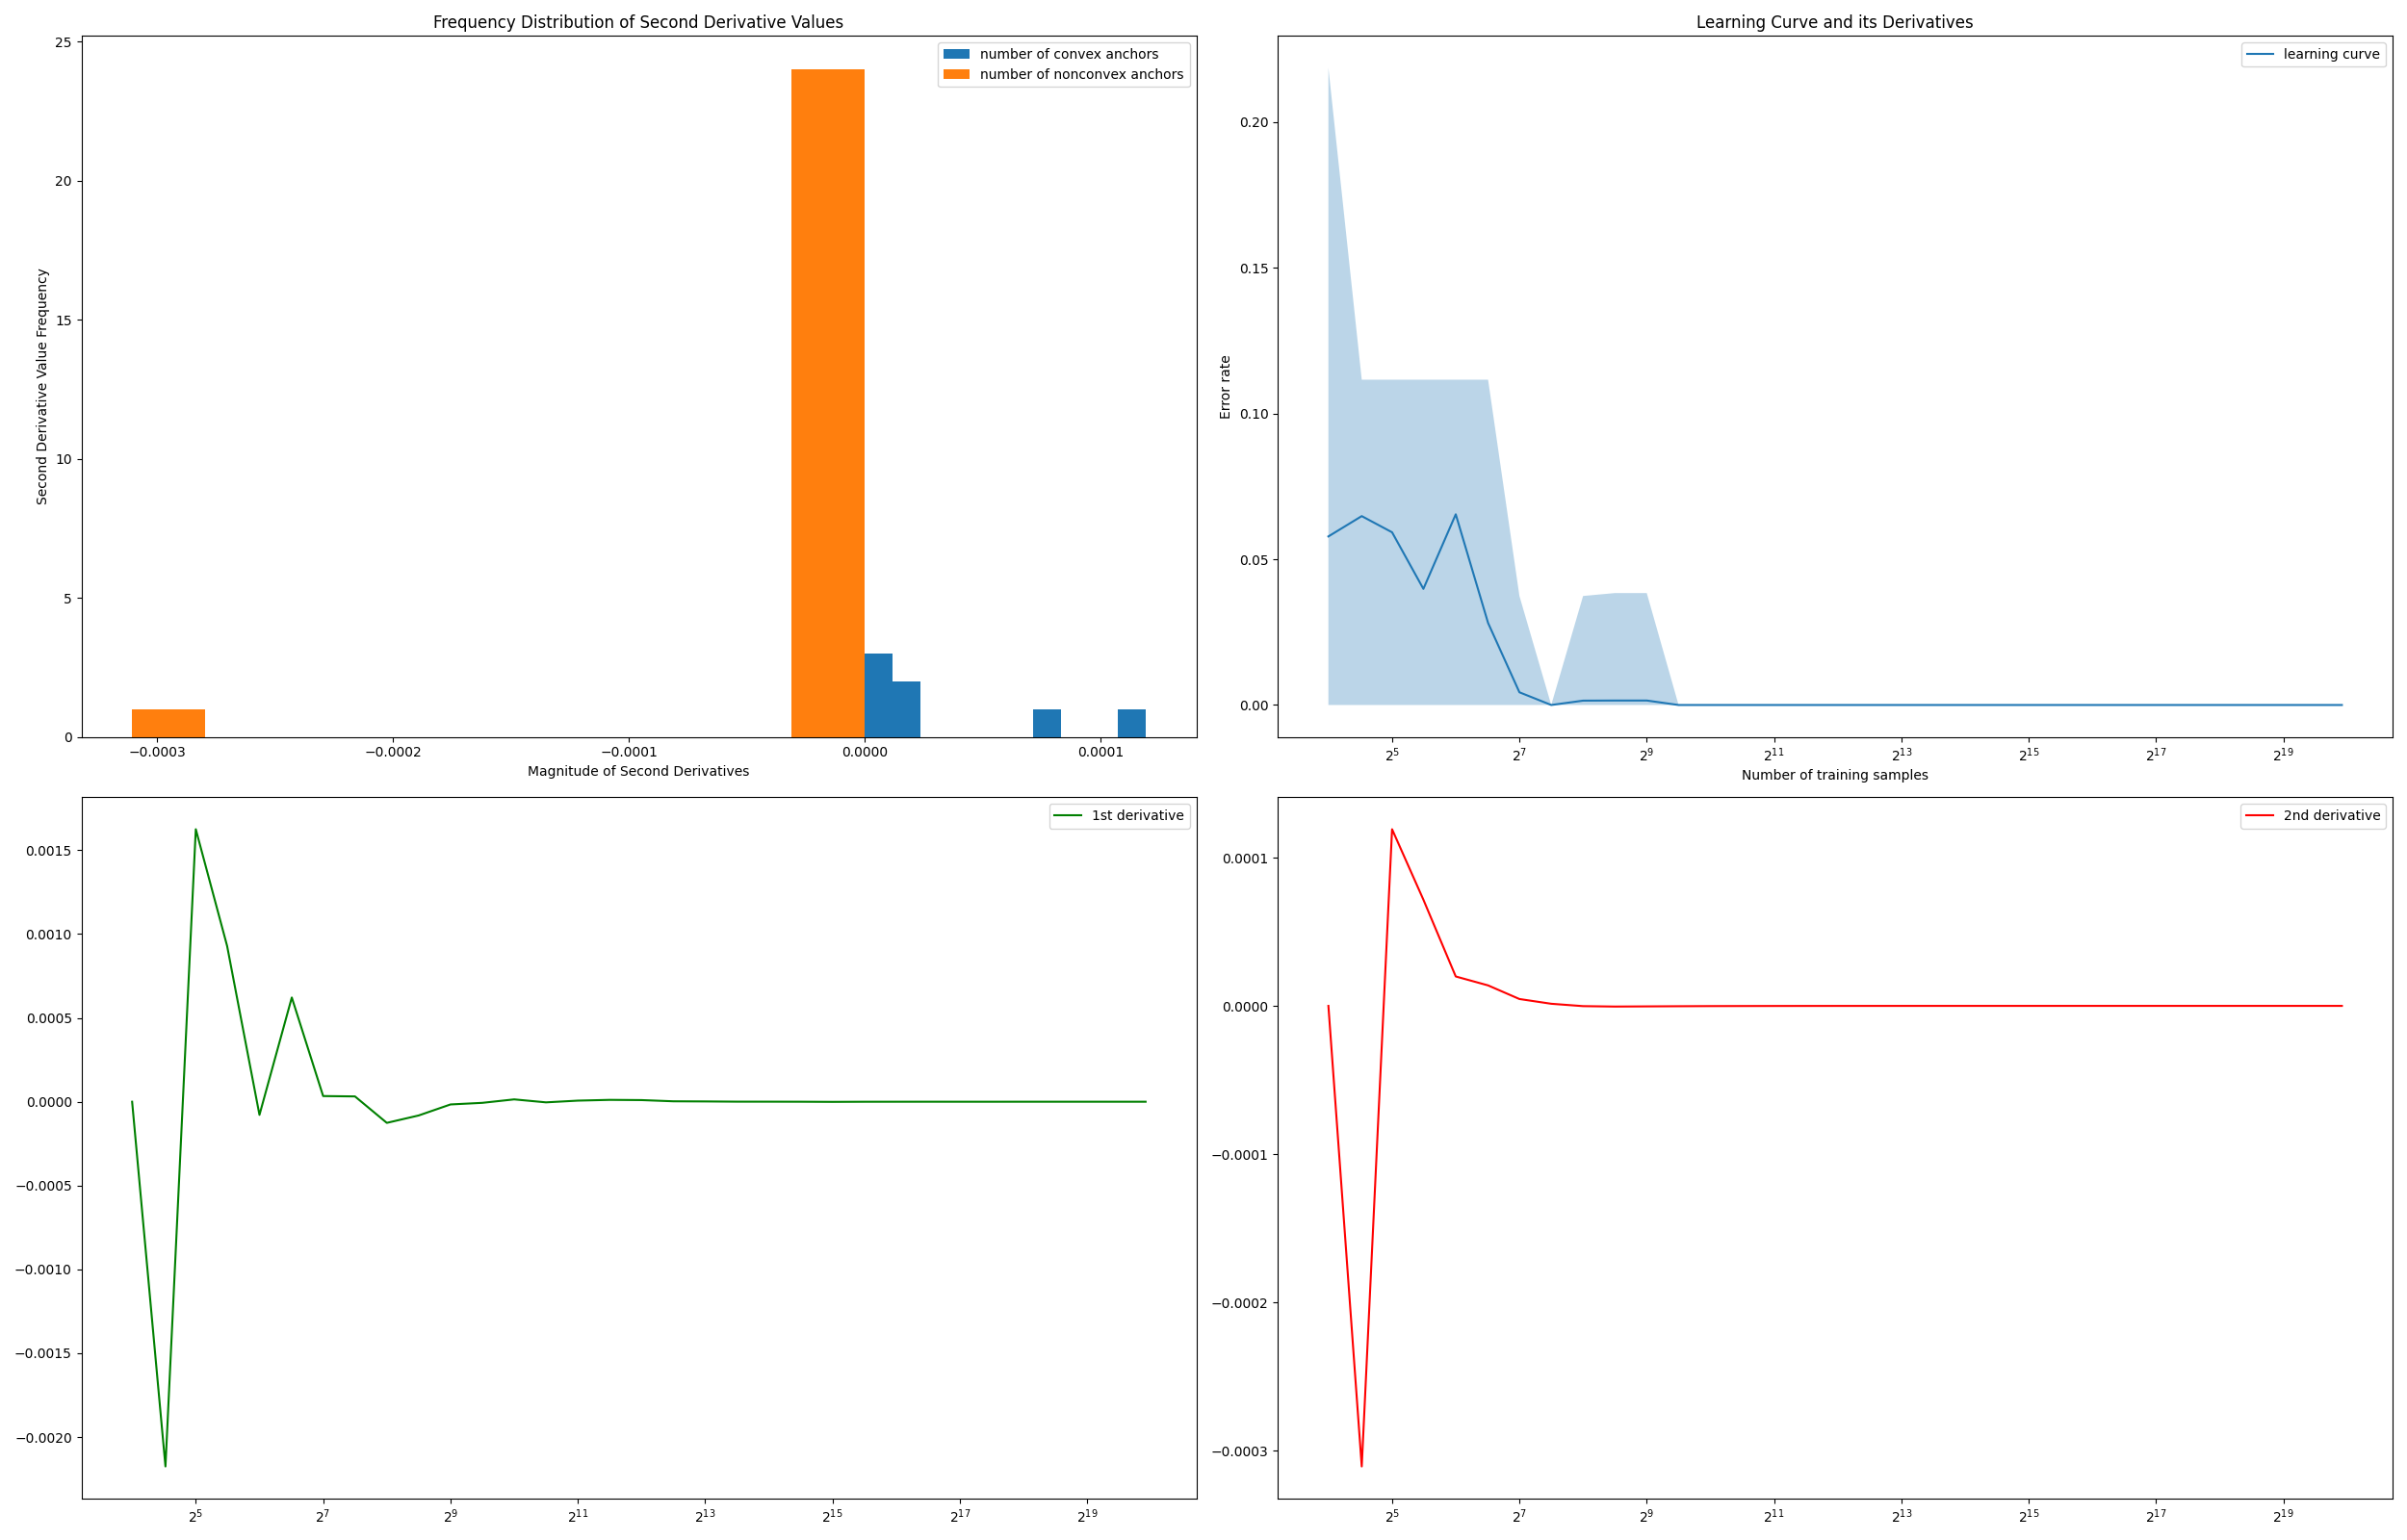 Frequency Distribution of Second Derivative Values
25
20
15
10
5
0
Second Derivative Value Frequency
number of convex anchors
number of nonconvex anchors
−0.0003 −0.0002 −0.0001 0.0000 0.0001
Magnitude of Second Derivatives
Learning Curve and its Derivatives
0.20
0.15
0.10
0.05
0.00
Error rate
learning curve
2^5 2^7 2^9 2^11 2^13 2^15 2^17 2^19
Number of training samples
0.0015
0.0010
0.0005
0.0000
−0.0005
−0.0010
−0.0015
−0.0020
1st derivative
2^5 2^7 2^9 2^11 2^13 2^15 2^17 2^19
0.0001
0.0000
−0.0001
−0.0002
−0.0003
2nd derivative
2^5 2^7 2^9 2^11 2^13 2^15 2^17 2^19